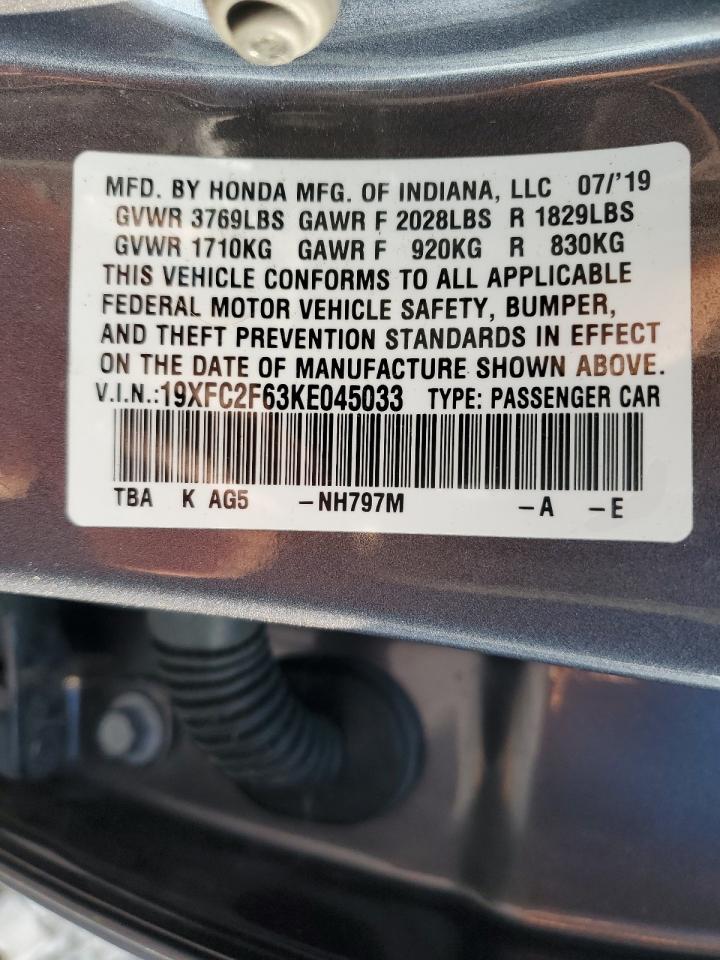 MFD. BY HONDA MFG. OF INDIANA, LLC 07/'19
GVWR 3769LBS GAWR F 2028LBS R 1829LBS
GVWR 1710KG GAWR F 920KG R 830KG
THIS VEHICLE CONFORMS TO ALL APPLICABLE
FEDERAL MOTOR VEHICLE SAFETY, BUMPER,
AND THEFT PREVENTION STANDARDS IN EFFECT
ON THE DATE OF MANUFACTURE SHOWN ABOVE.
V.I.N.:19XFC2F63KE045033 TYPE: PASSENGER CAR
TBA K AG5 -NH797M -A -E